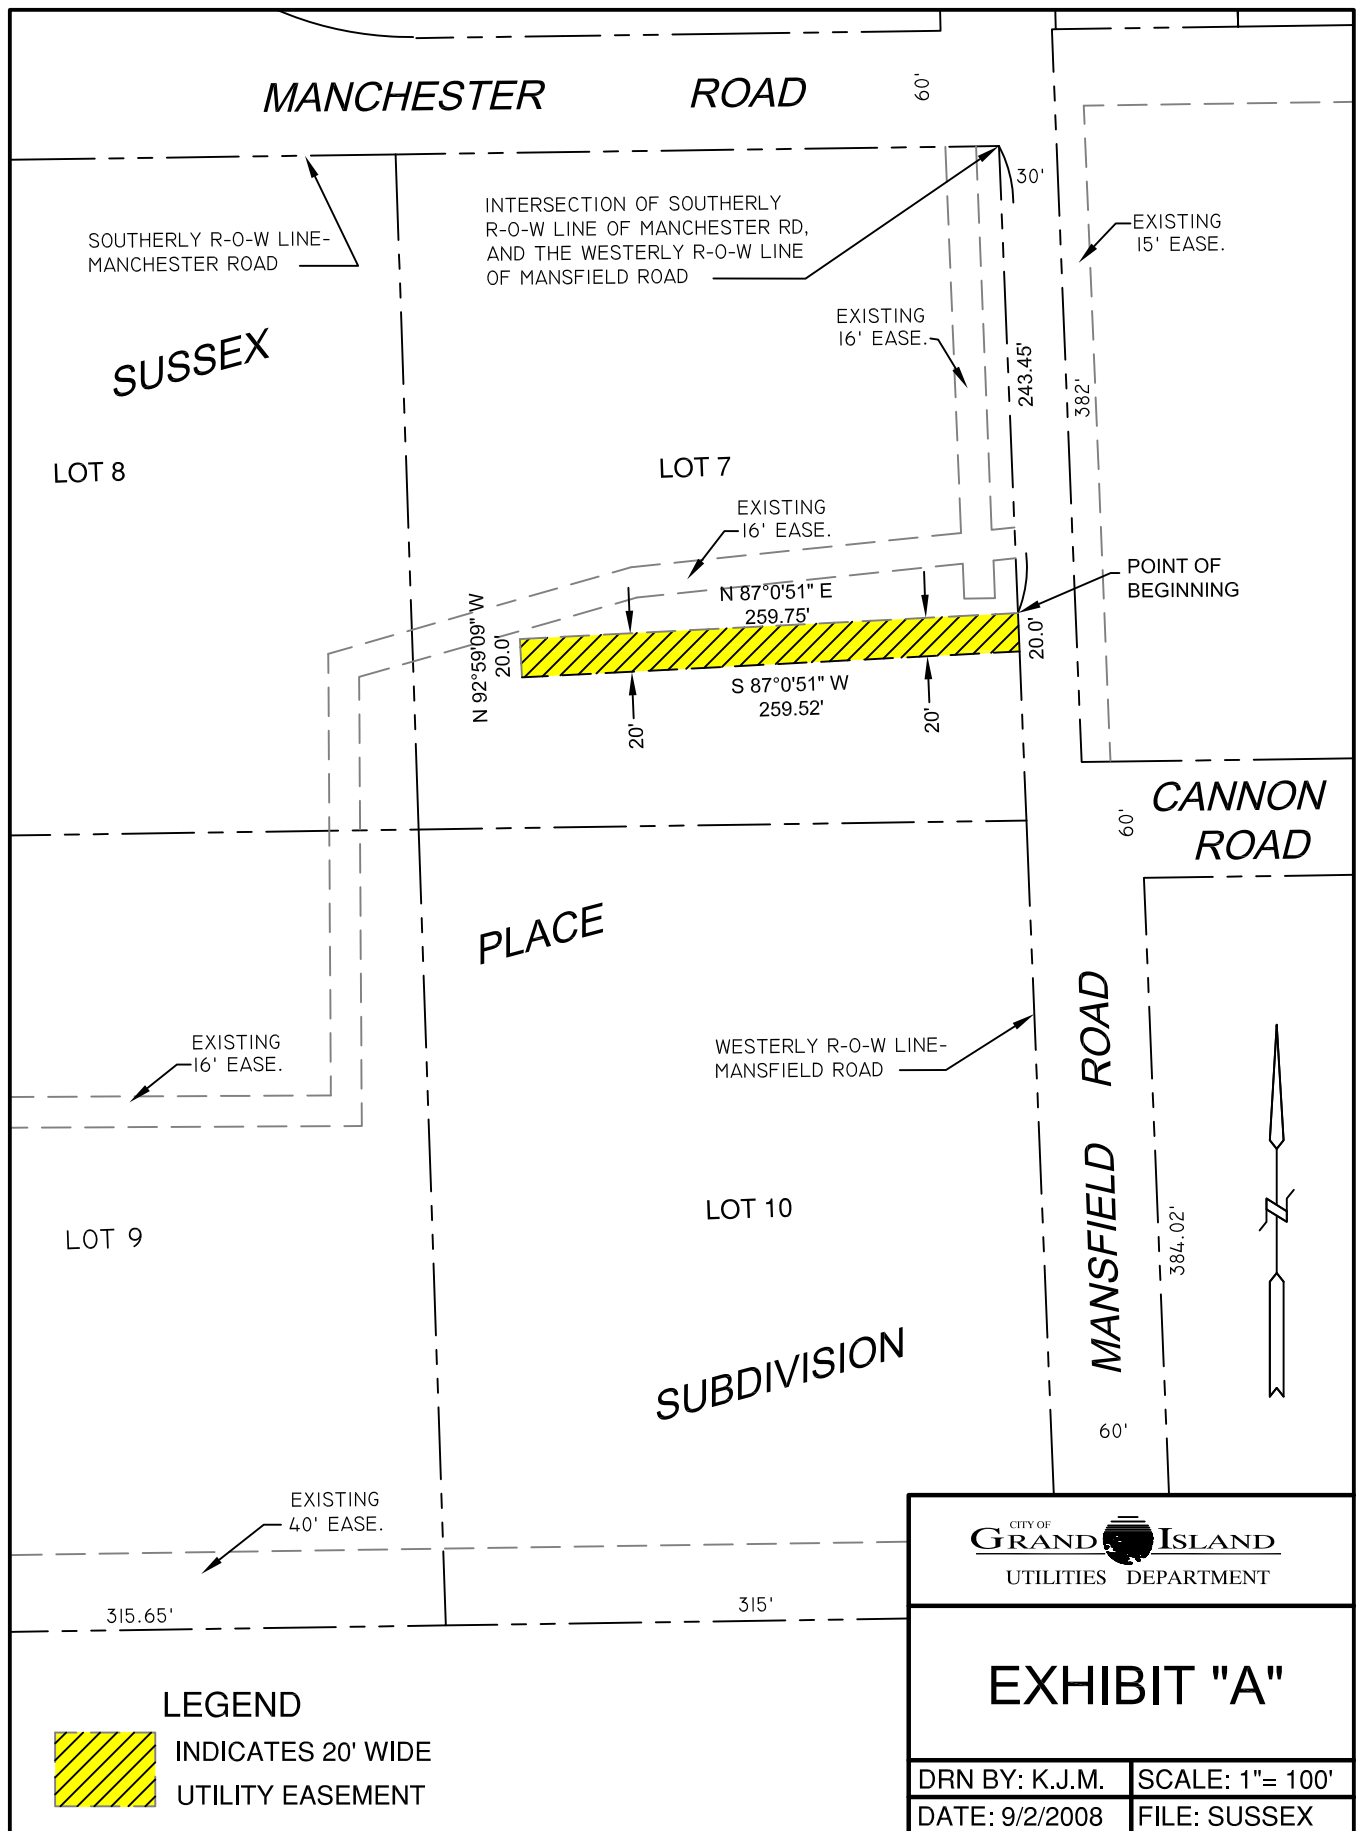 MANCHESTER ROAD
60'
30'
SOUTHERLY R-O-W LINE-
MANCHESTER ROAD
INTERSECTION OF SOUTHERLY
R-O-W LINE OF MANCHESTER RD,
AND THE WESTERLY R-O-W LINE
OF MANSFIELD ROAD
EXISTING
15' EASE.
EXISTING
16' EASE.
SUSSEX
243.45'
382'
LOT 8
LOT 7
EXISTING
16' EASE.
POINT OF
BEGINNING
N 87°0'51" E
259.75'
N 92°59'09" W
20.0'
20.0'
S 87°0'51" W
259.52'
20'
20'
CANNON
ROAD
60'
PLACE
EXISTING
16' EASE.
WESTERLY R-O-W LINE-
MANSFIELD ROAD
MANSFIELD ROAD
LOT 9
LOT 10
384.02'
SUBDIVISION
60'
EXISTING
40' EASE.
315.65'
315'
CITY OF
GRAND ISLAND
UTILITIES DEPARTMENT
EXHIBIT "A"
LEGEND
INDICATES 20' WIDE
UTILITY EASEMENT
DRN BY: K.J.M.
SCALE: 1"= 100'
DATE: 9/2/2008
FILE: SUSSEX